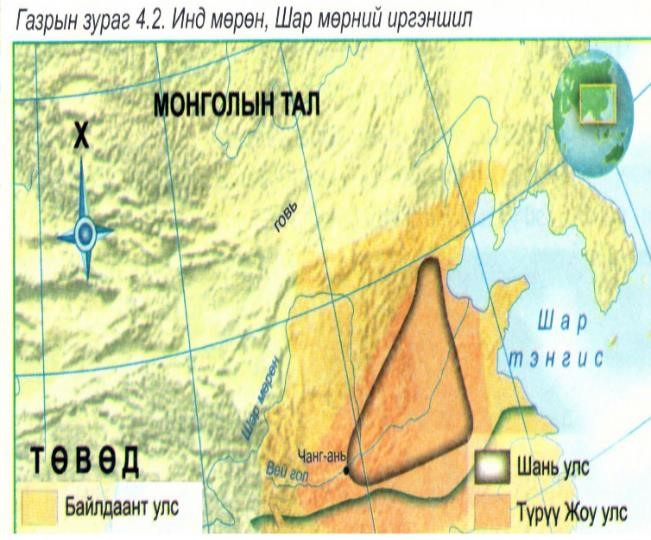 Газрын зураг 4.2. Инд мөрөн, Шар мөрний иргэншил
МОНГОЛЫН ТАЛ
Х
говь
Шар
тэнгис
Шар мөрөн
ТӨВӨД
Чанг-ань
Вэй гол
Шань улс
Байлдаант улс
Түрүү Жоу улс